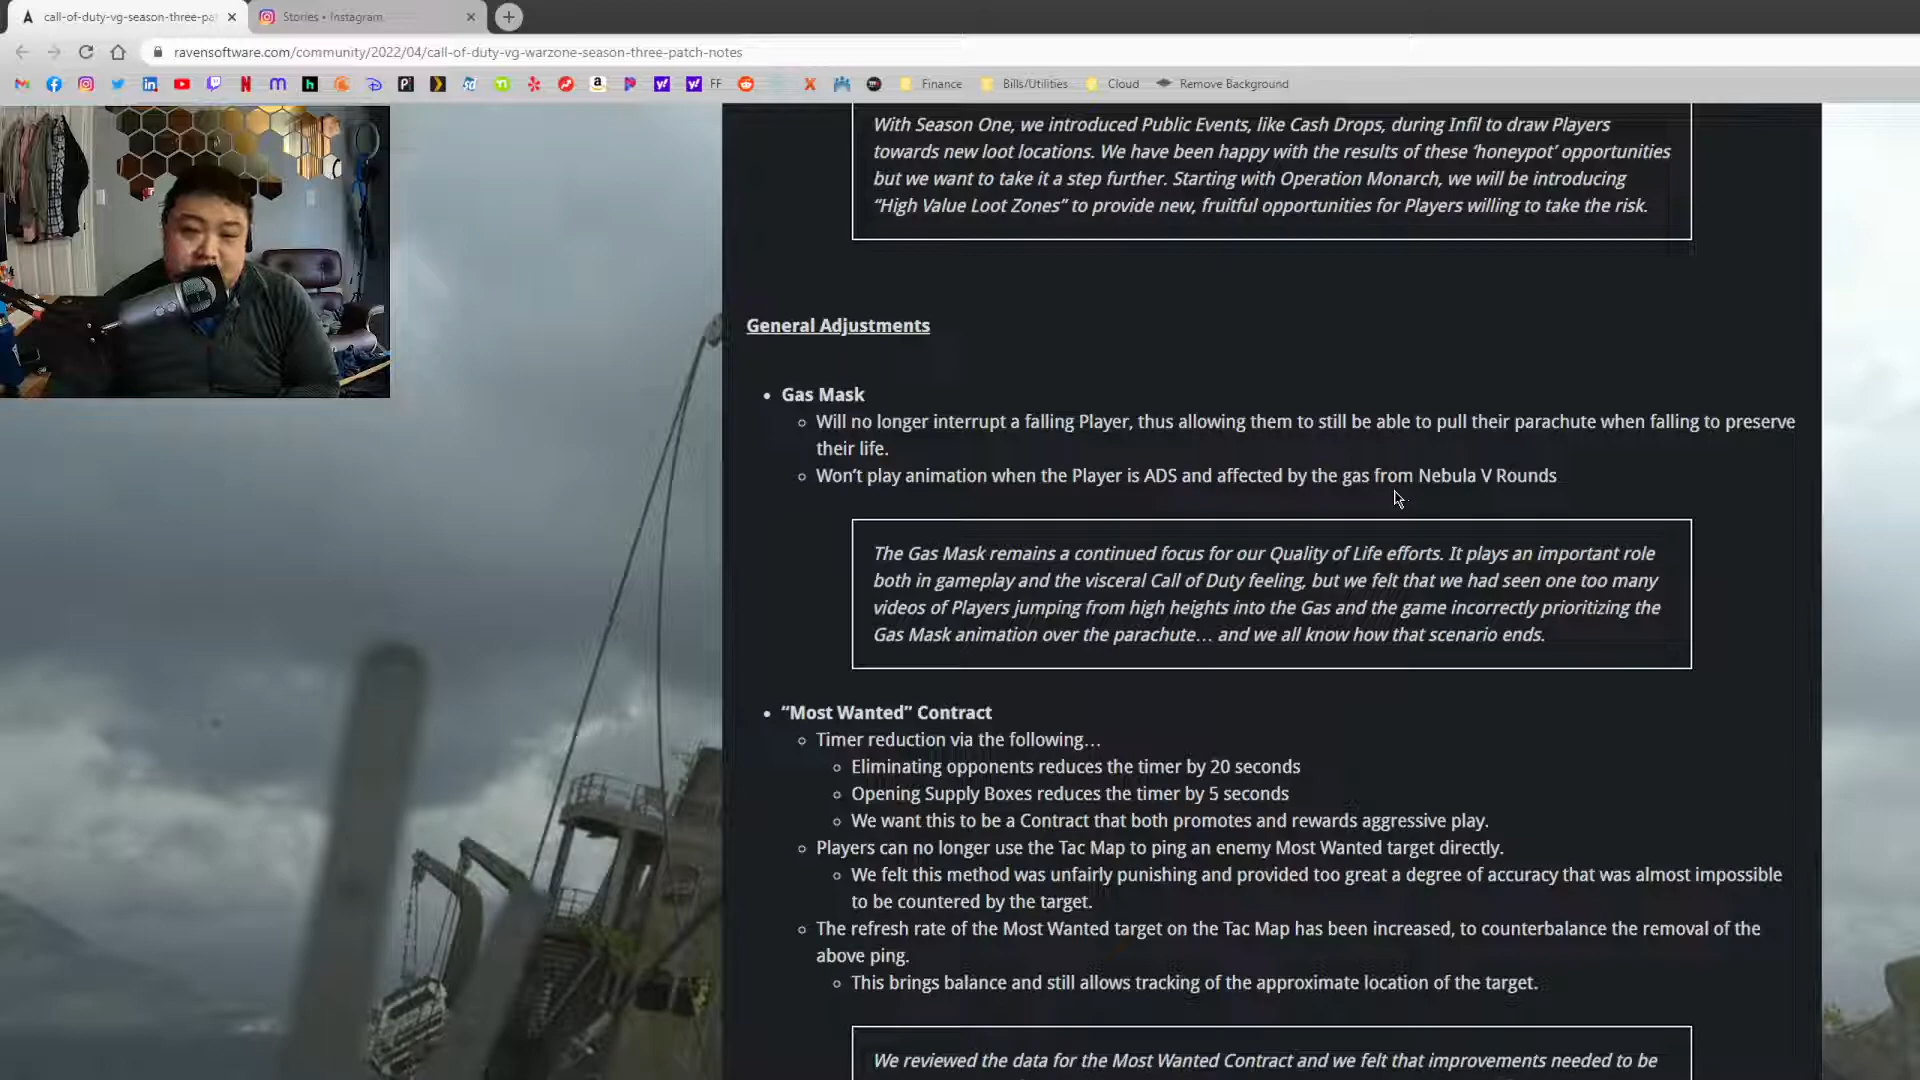 call-of-duty-vg-season-three-pat
Stories • Instagram
ravensoftware.com/community/2022/04/call-of-duty-vg-warzone-season-three-patch-notes
FF
Finance
Bills/Utilities
Cloud
Remove Background
With Season One, we introduced Public Events, like Cash Drops, during Infil to draw Players
towards new loot locations. We have been happy with the results of these ‘honeypot’ opportunities
but we want to take it a step further. Starting with Operation Monarch, we will be introducing
“High Value Loot Zones” to provide new, fruitful opportunities for Players willing to take the risk.
General Adjustments
• Gas Mask
Will no longer interrupt a falling Player, thus allowing them to still be able to pull their parachute when falling to preserve
their life.
Won’t play animation when the Player is ADS and affected by the gas from Nebula V Rounds
The Gas Mask remains a continued focus for our Quality of Life efforts. It plays an important role
both in gameplay and the visceral Call of Duty feeling, but we felt that we had seen one too many
videos of Players jumping from high heights into the Gas and the game incorrectly prioritizing the
Gas Mask animation over the parachute… and we all know how that scenario ends.
• “Most Wanted” Contract
Timer reduction via the following…
Eliminating opponents reduces the timer by 20 seconds
Opening Supply Boxes reduces the timer by 5 seconds
We want this to be a Contract that both promotes and rewards aggressive play.
Players can no longer use the Tac Map to ping an enemy Most Wanted target directly.
We felt this method was unfairly punishing and provided too great a degree of accuracy that was almost impossible
to be countered by the target.
The refresh rate of the Most Wanted target on the Tac Map has been increased, to counterbalance the removal of the
above ping.
This brings balance and still allows tracking of the approximate location of the target.
We reviewed the data for the Most Wanted Contract and we felt that improvements needed to be